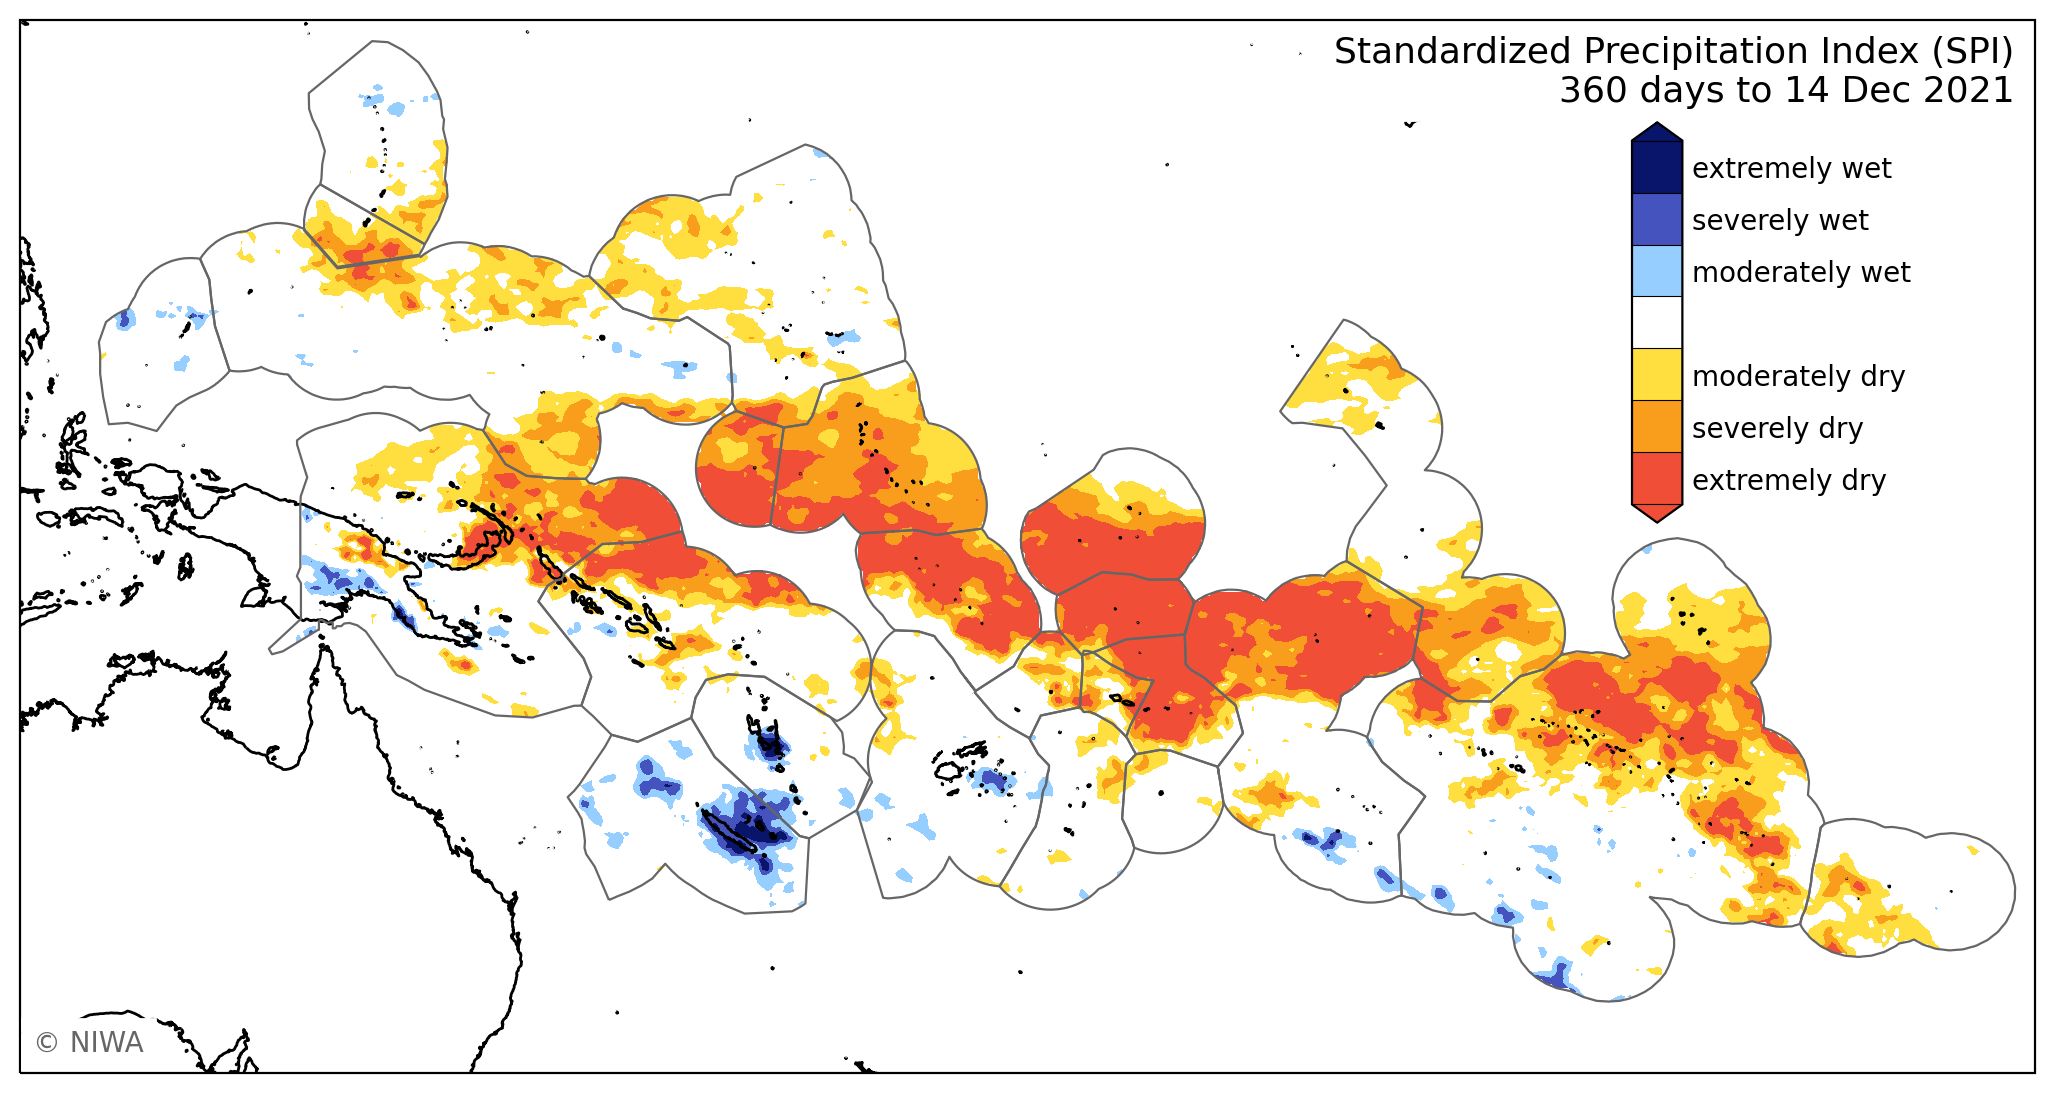 Standardized Precipitation Index (SPI)
360 days to 14 Dec 2021
extremely wet
severely wet
moderately wet
moderately dry
severely dry
extremely dry
© NIWA